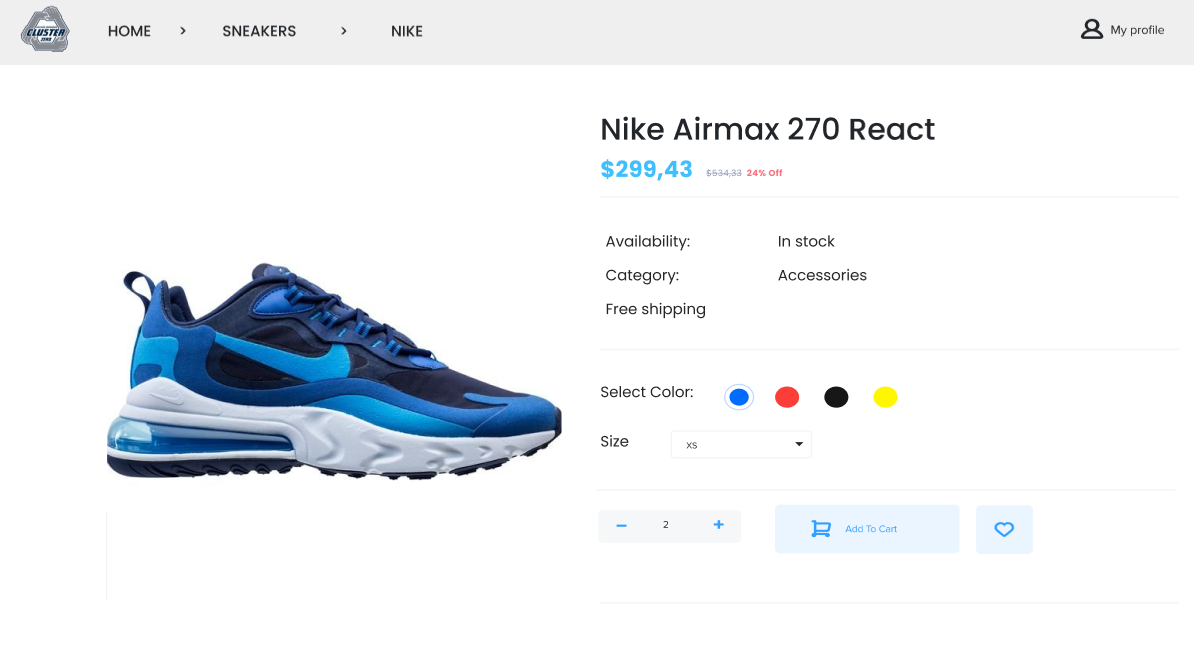 CLUSTER
HOME > SNEAKERS > NIKE
My profile
Nike Airmax 270 React
$299,43 $534,33 24% Off
Availability: In stock
Category: Accessories
Free shipping
Select Color:
Size xs
− 2 +
Add To Cart